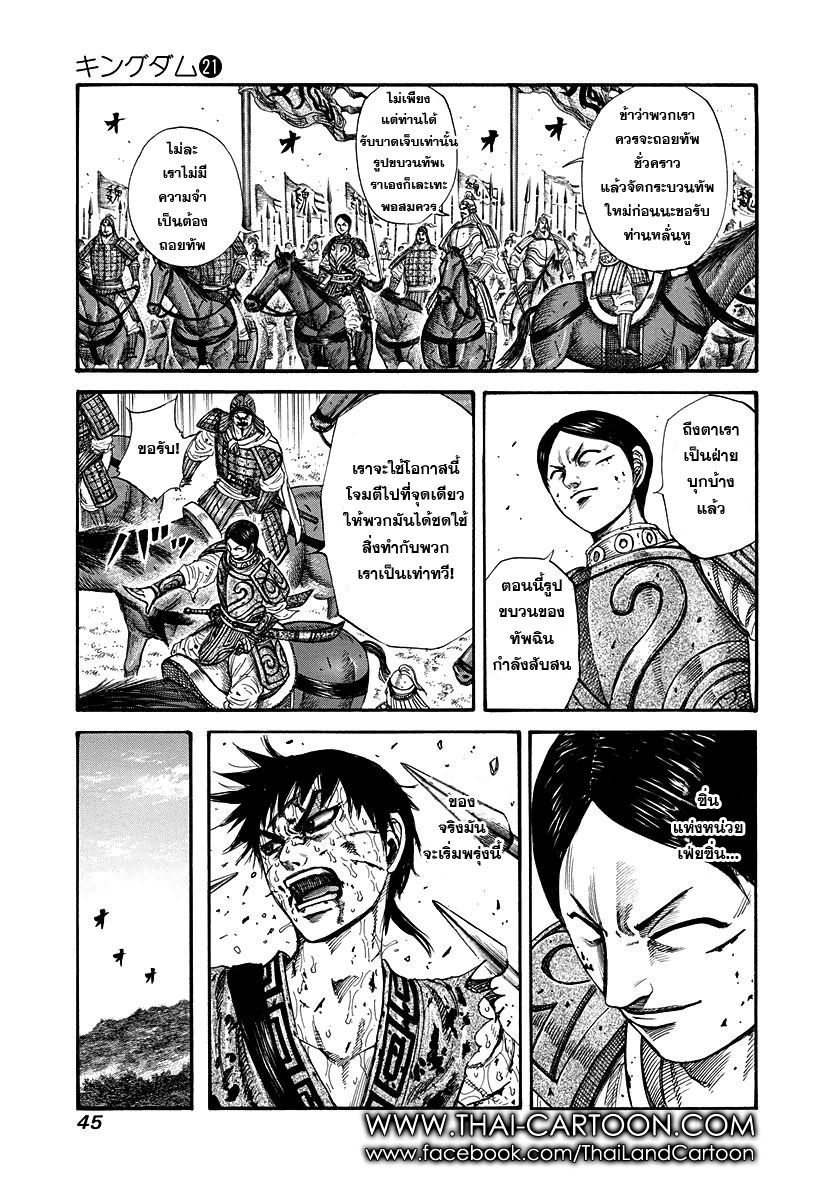 キングダム21
ข้าว่าพวกเรา
ควรจะถอยทัพ
ชั่วคราว
แล้วจัดกระบวนทัพ
ใหม่ก่อนนะขอรับ
ท่านหลั่นหู
ไม่เพียง
แต่ท่านได้
รับบาดเจ็บเท่านั้น
รูปขบวนทัพเ
ราเองก็เละเทะ
พอสมควร
ไม่ละ
เราไม่มี
ความจำ
เป็นต้อง
ถอยทัพ
オ
オ
オ
魏
魏
ถึงตาเรา
เป็นฝ่าย
บุกบ้าง
แล้ว
ตอนนี้รูป
ขบวนของ
ทัพฉิน
กำลังสับสน
เราจะใช้โอกาสนี้
โจมตีไปที่จุดเดียว
ให้พวกมันได้ชดใช้
สิ่งทำกับพวก
เราเป็นเท่าทวี!
ขอรับ!
ซิ่น
แห่งหน่วย
เฟยซิ่น...
ของ
จริงมัน
จะเริ่มพรุ่งนี้
オ
オ
オ
45
WWW.THAI-CARTOON.COM
www.facebook.com/ThaiLandCartoon